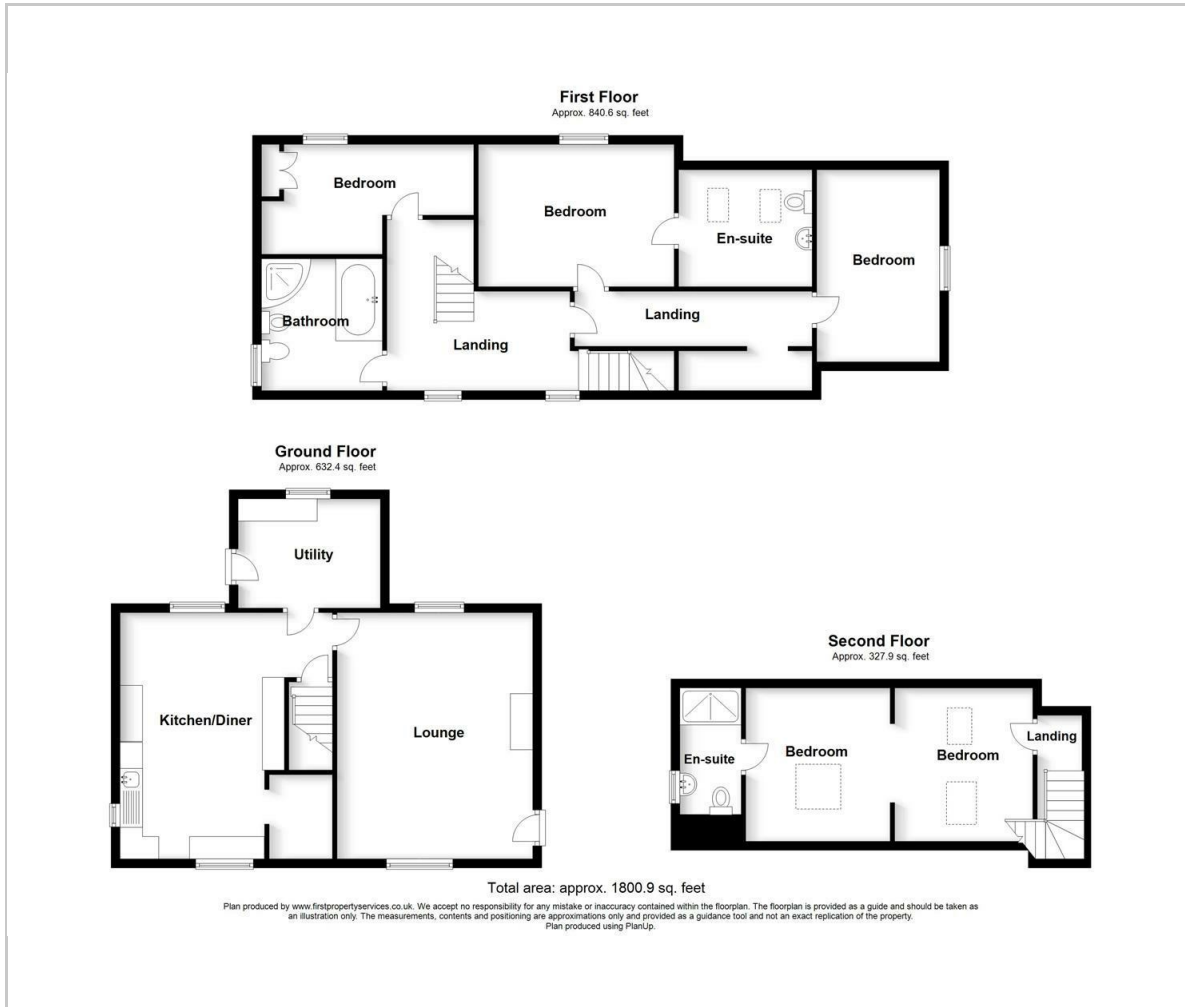 First Floor
Approx. 840.6 sq. feet
Bedroom
Bedroom
En-suite
Bedroom
Bathroom
Landing
Landing
Ground Floor
Approx. 632.4 sq. feet
Utility
Kitchen/Diner
Lounge
Second Floor
Approx. 327.9 sq. feet
En-suite
Bedroom
Bedroom
Landing
Total area: approx. 1800.9 sq. feet
Plan produced by www.firstpropertyservices.co.uk. We accept no responsibility for any mistake or inaccuracy contained within the floorplan. The floorplan is provided as a guide and should be taken as
an illustration only. The measurements, contents and positioning are approximations only and provided as a guidance tool and not an exact replication of the property.
Plan produced using PlanUp.